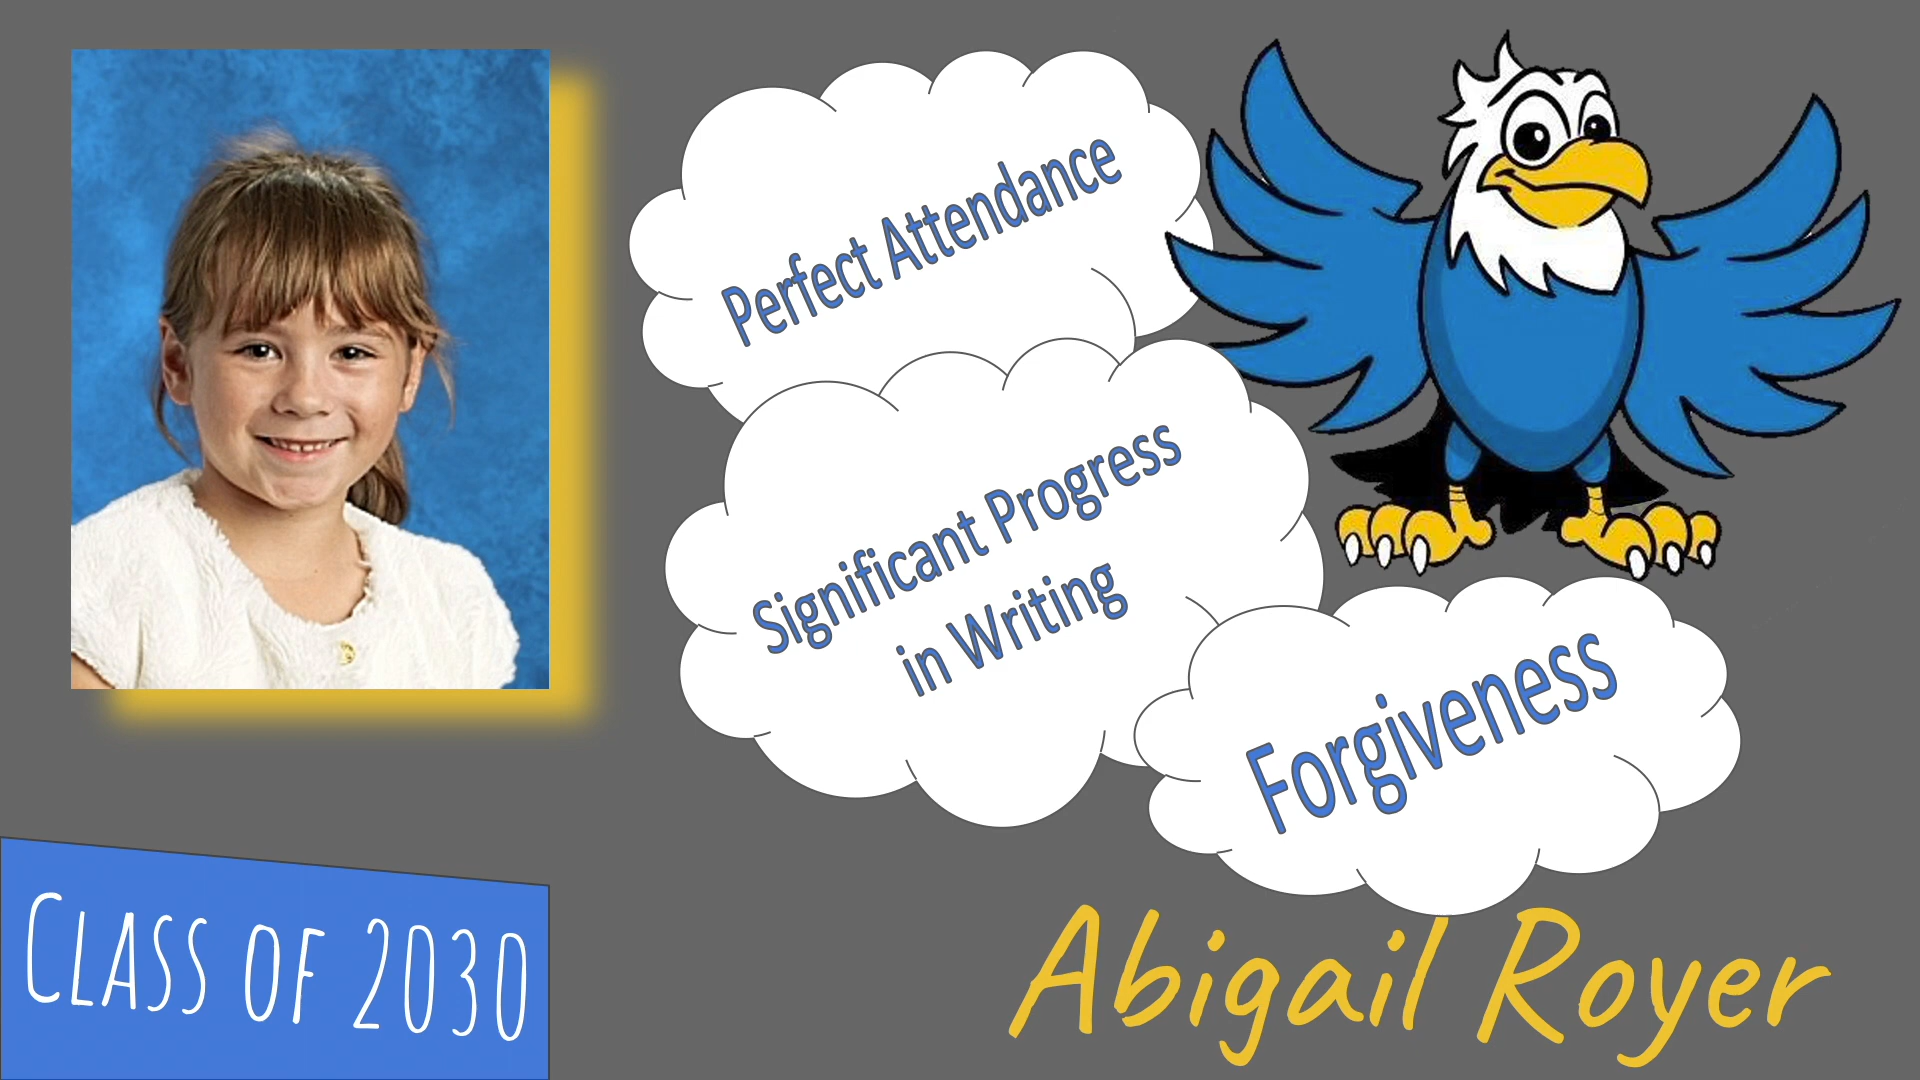 Perfect Attendance
Significant Progress
in Writing
Forgiveness
Class of 2030
Abigail Royer